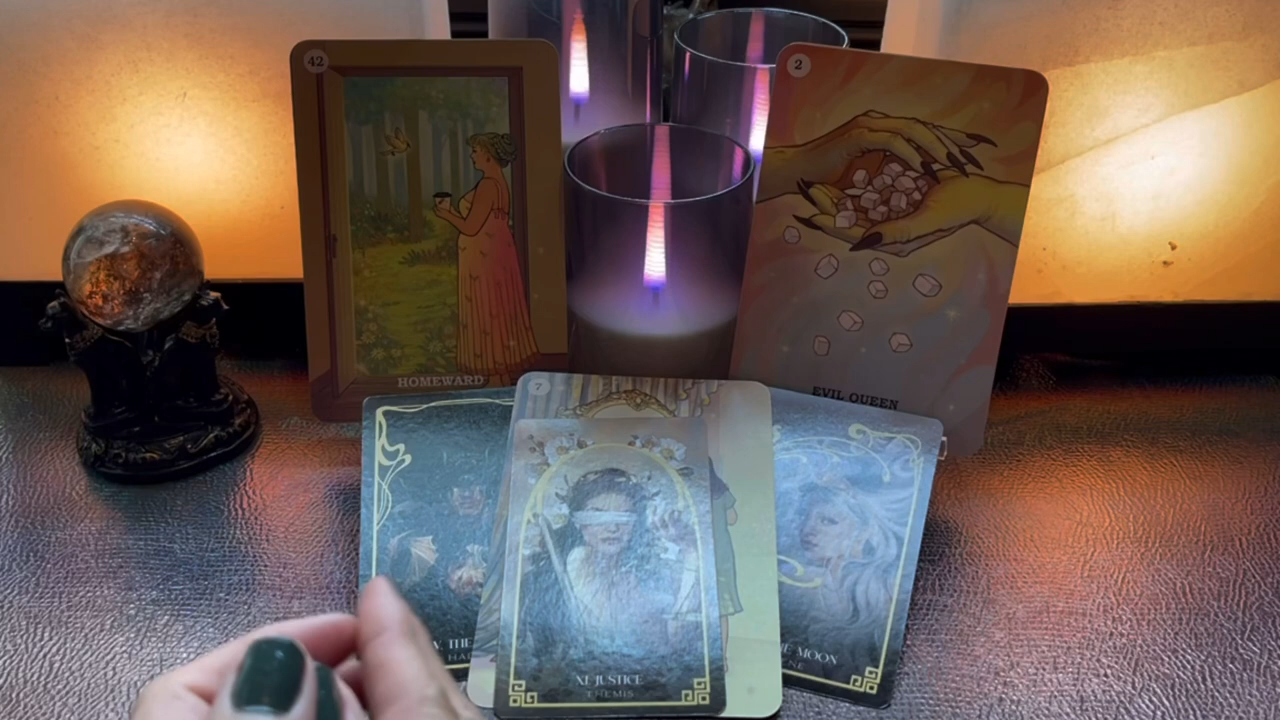 42
HOMEWARD
2
EVIL QUEEN
7
THE
XI JUSTICE
THEMIS
MOON